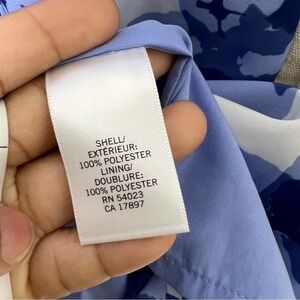 SHELL/
EXTÉRIEUR:
100% POLYESTER
LINING/
DOUBLURE:
100% POLYESTER
RN 54023
CA 17897